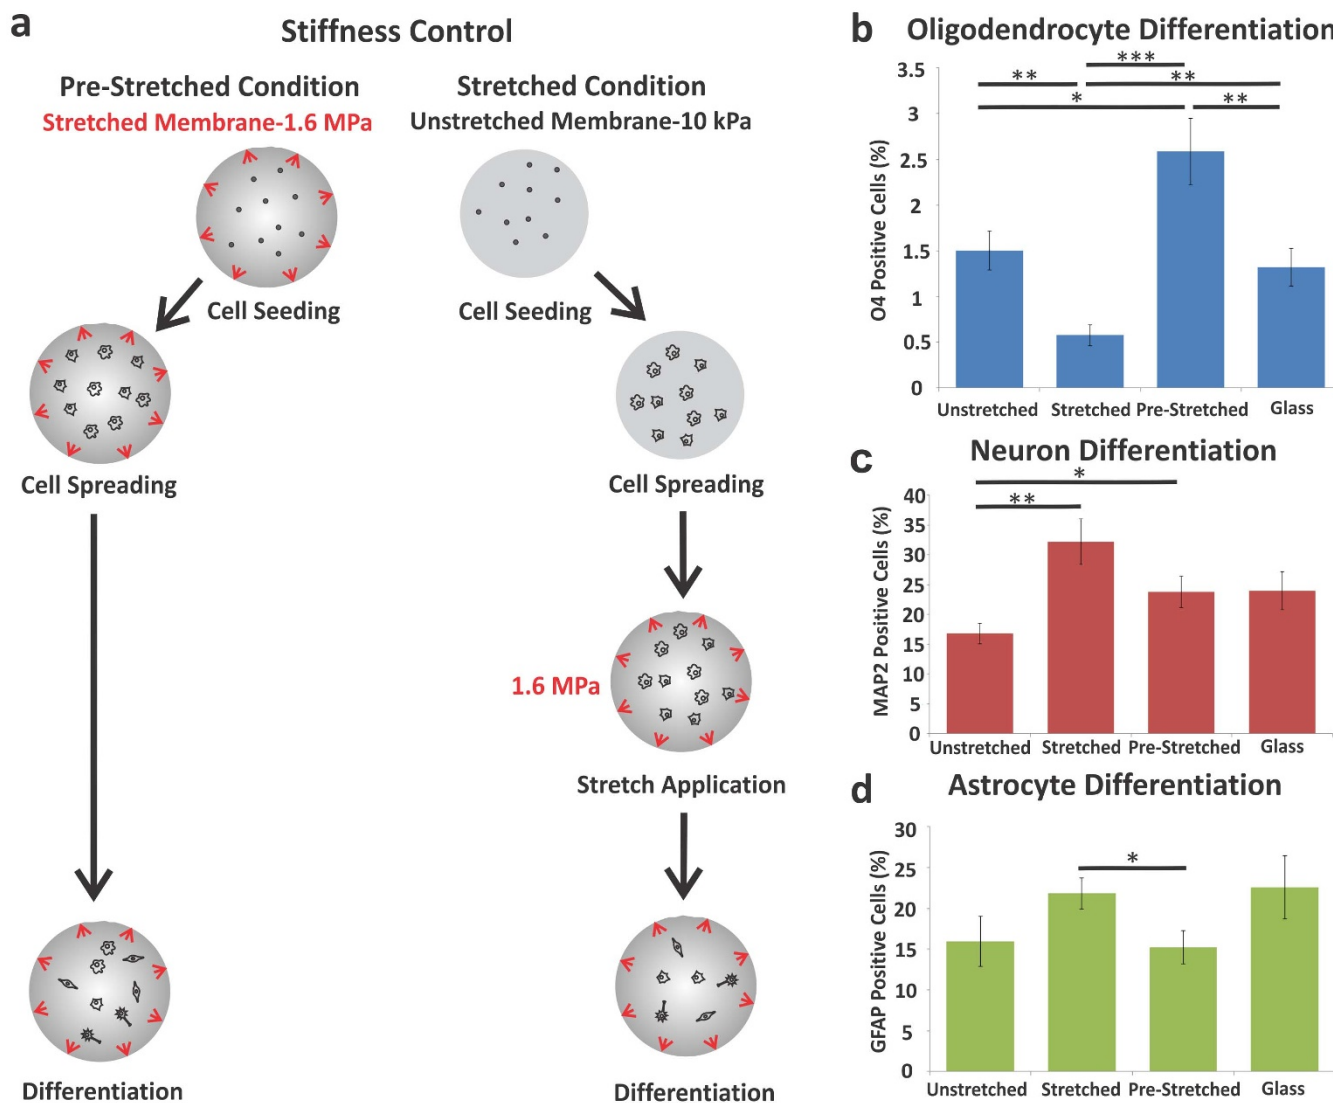 a
Stiffness Control
Pre-Stretched Condition
Stretched Membrane-1.6 MPa
Stretched Condition
Unstretched Membrane-10 kPa
Cell Seeding
Cell Seeding
Cell Spreading
Cell Spreading
1.6 MPa
Stretch Application
Differentiation
Differentiation
b
Oligodendrocyte Differentiation
O4 Positive Cells (%)
3.5
3
2.5
2
1.5
1
0.5
0
***
**
**
*
**
Unstretched Stretched Pre-Stretched Glass
c
Neuron Differentiation
MAP2 Positive Cells (%)
40
35
30
25
20
15
10
5
0
*
**
Unstretched Stretched Pre-Stretched Glass
d
Astrocyte Differentiation
GFAP Positive Cells (%)
30
25
20
15
10
5
0
*
Unstretched Stretched Pre-Stretched Glass